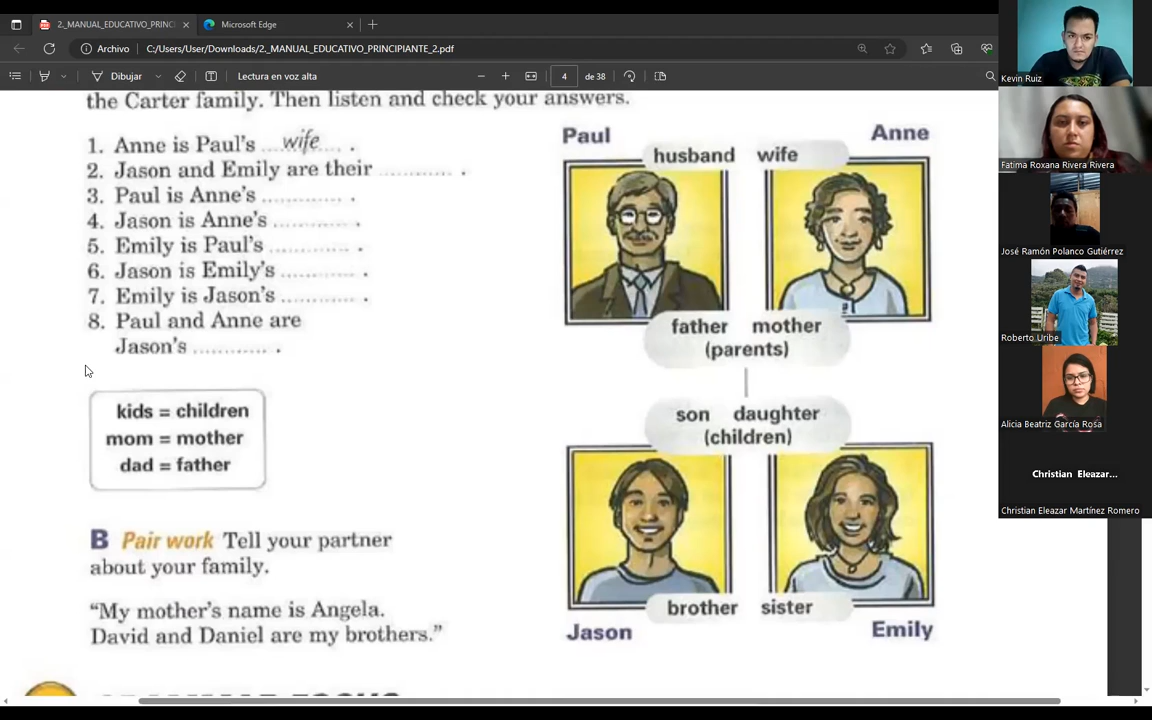 2._MANUAL_EDUCATIVO_PRINCI
Microsoft Edge
Archivo
C:/Users/User/Downloads/2._MANUAL_EDUCATIVO_PRINCIPIANTE_2.pdf
Dibujar
Lectura en voz alta
4
de 38
the Carter family. Then listen and check your answers.
1. Anne is Paul's ...wife.... .
2. Jason and Emily are their ............ .
3. Paul is Anne's ............ .
4. Jason is Anne's ............ .
5. Emily is Paul's ............ .
6. Jason is Emily's ............ .
7. Emily is Jason's ............ .
8. Paul and Anne are
Jason's ............ .
kids = children
mom = mother
dad = father
B Pair work Tell your partner
about your family.
"My mother's name is Angela.
David and Daniel are my brothers."
Paul
Anne
husband wife
father mother
(parents)
son daughter
(children)
brother sister
Jason
Emily
Kevin Ruiz
Fatima Roxana Rivera Rivera
José Ramón Polanco Gutiérrez
Roberto Uribe
Alicia Beatriz García Rosa
Christian Eleazar...
Christian Eleazar Martínez Romero